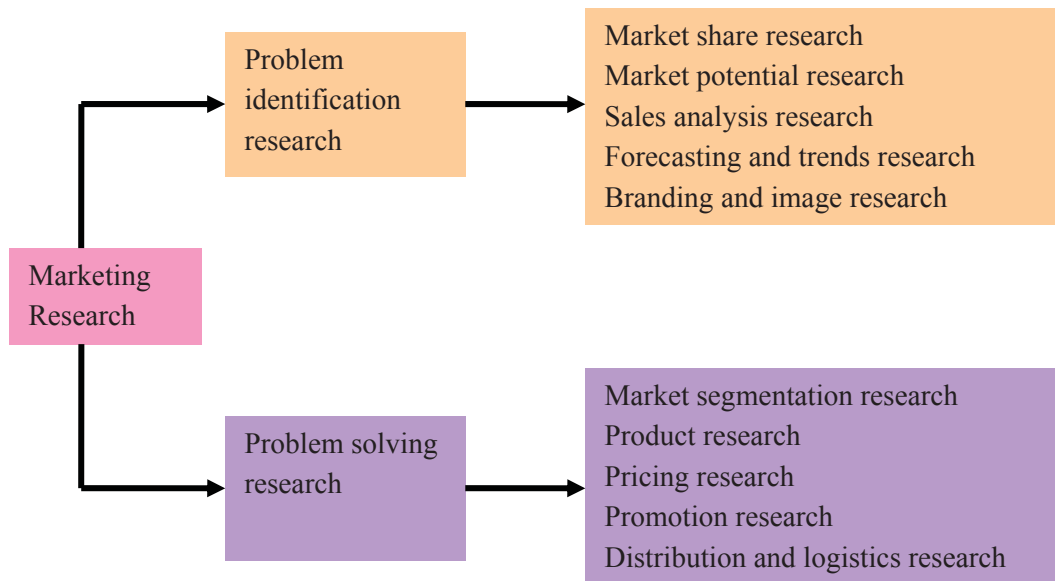 Problem
identification
research
Market share research
Market potential research
Sales analysis research
Forecasting and trends research
Branding and image research
Marketing
Research
Problem solving
research
Market segmentation research
Product research
Pricing research
Promotion research
Distribution and logistics research